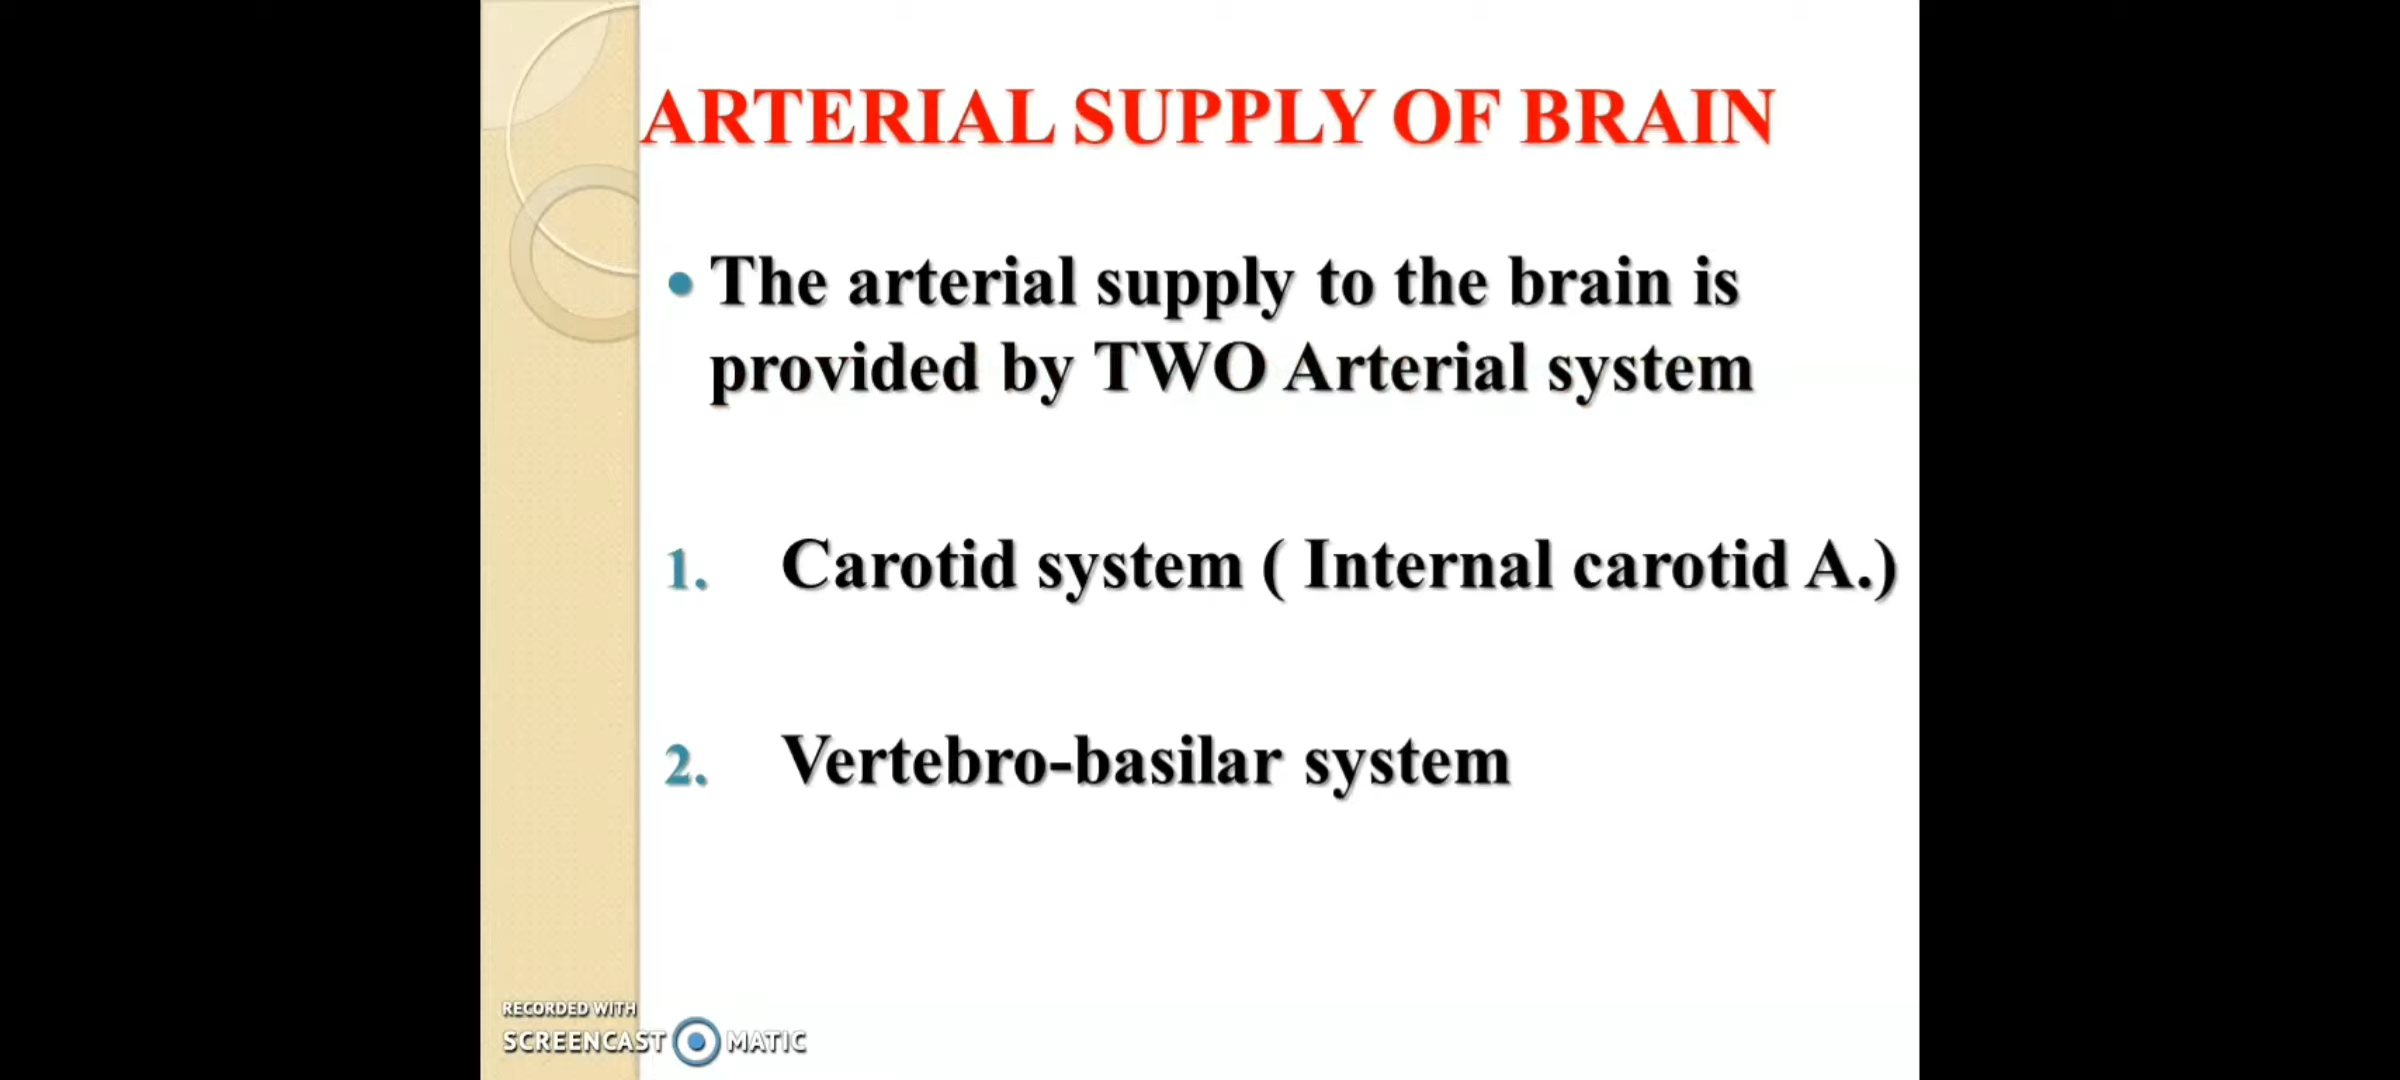 ARTERIAL SUPPLY OF BRAIN
• The arterial supply to the brain is
provided by TWO Arterial system
1. Carotid system ( Internal carotid A.)
2. Vertebro-basilar system
RECORDED WITH
SCREENCAST MATIC